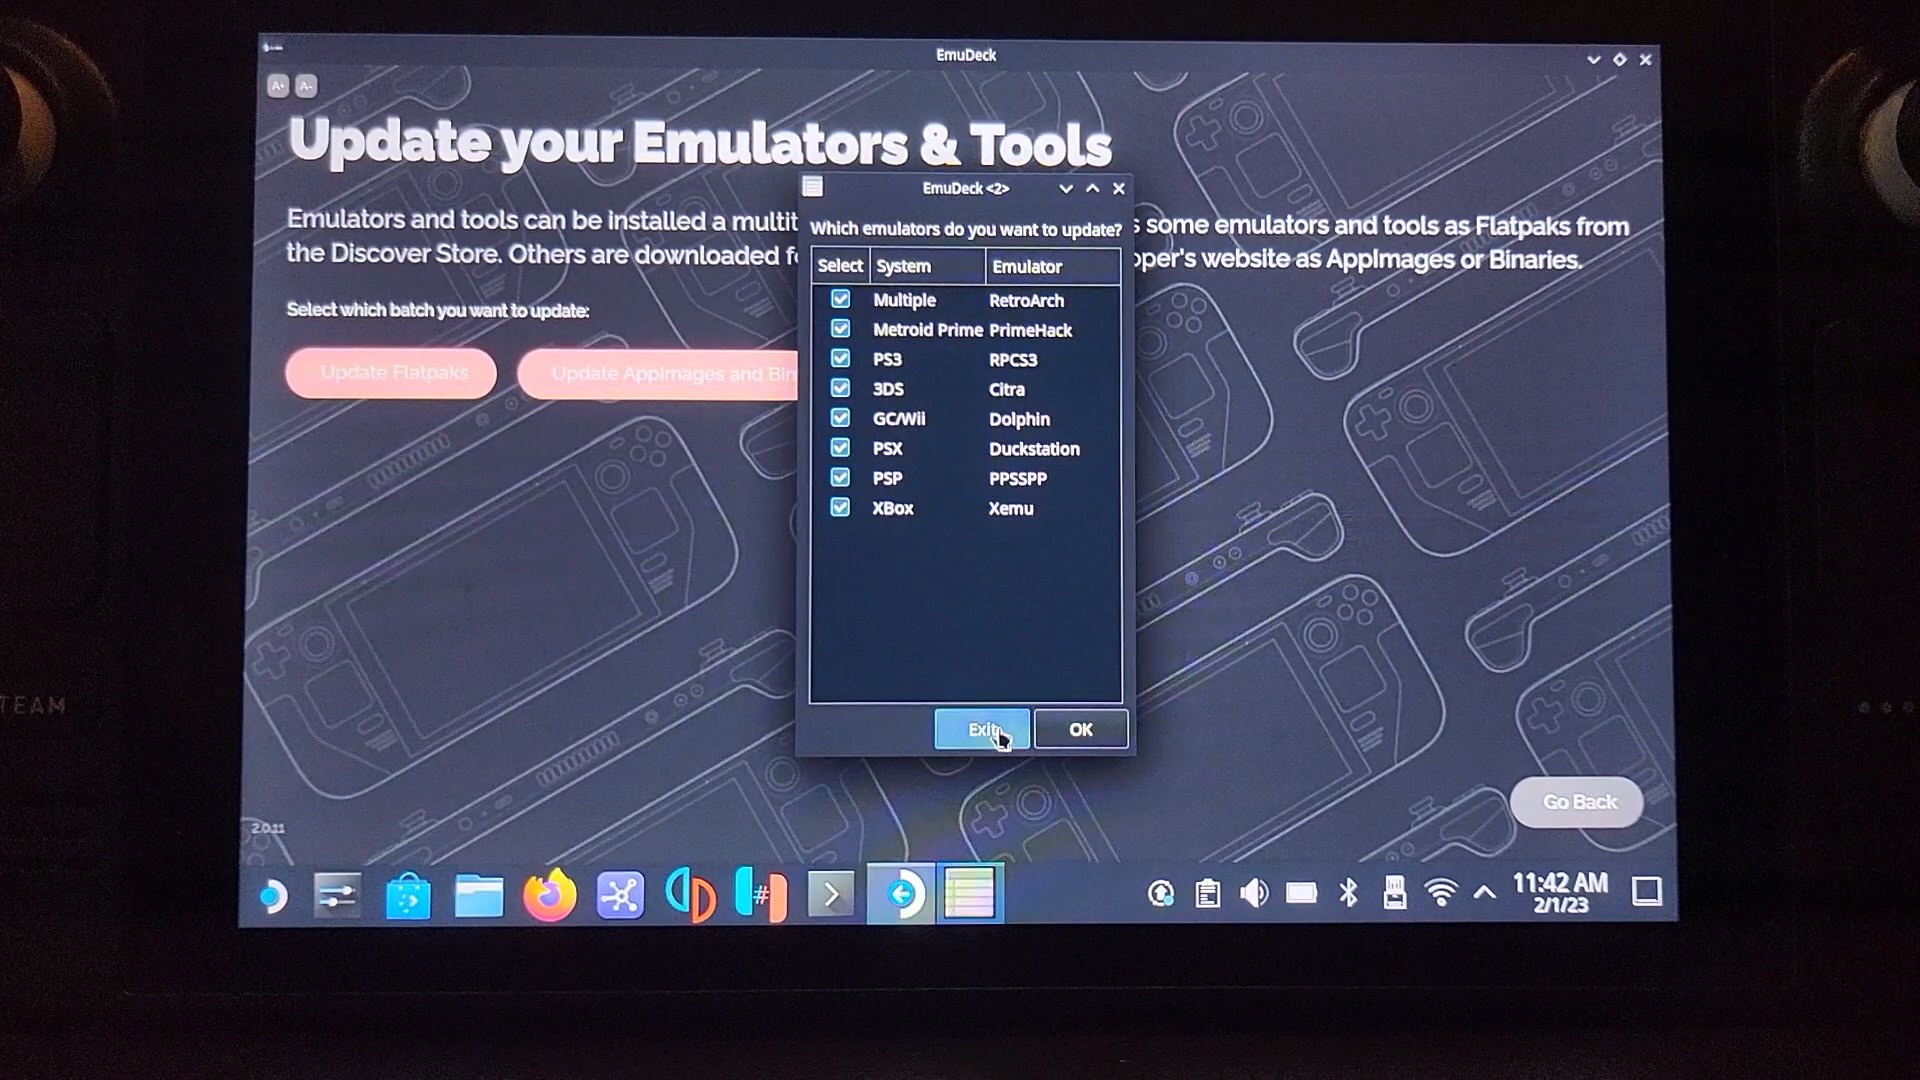 EmuDeck
A+ A-
Update your Emulators & Tools
Emulators and tools can be installed a multit
s some emulators and tools as Flatpaks from
the Discover Store. Others are downloaded f
oper's website as AppImages or Binaries.
Select which batch you want to update:
Update Flatpaks
Update AppImages and Bin
EmuDeck <2>
Which emulators do you want to update?
Select System Emulator
Multiple RetroArch
Metroid Prime PrimeHack
PS3 RPCS3
3DS Citra
GC/Wii Dolphin
PSX Duckstation
PSP PPSSPP
XBox Xemu
Exit OK
Go Back
2.0.11
TEAM
#
11:42 AM
2/1/23